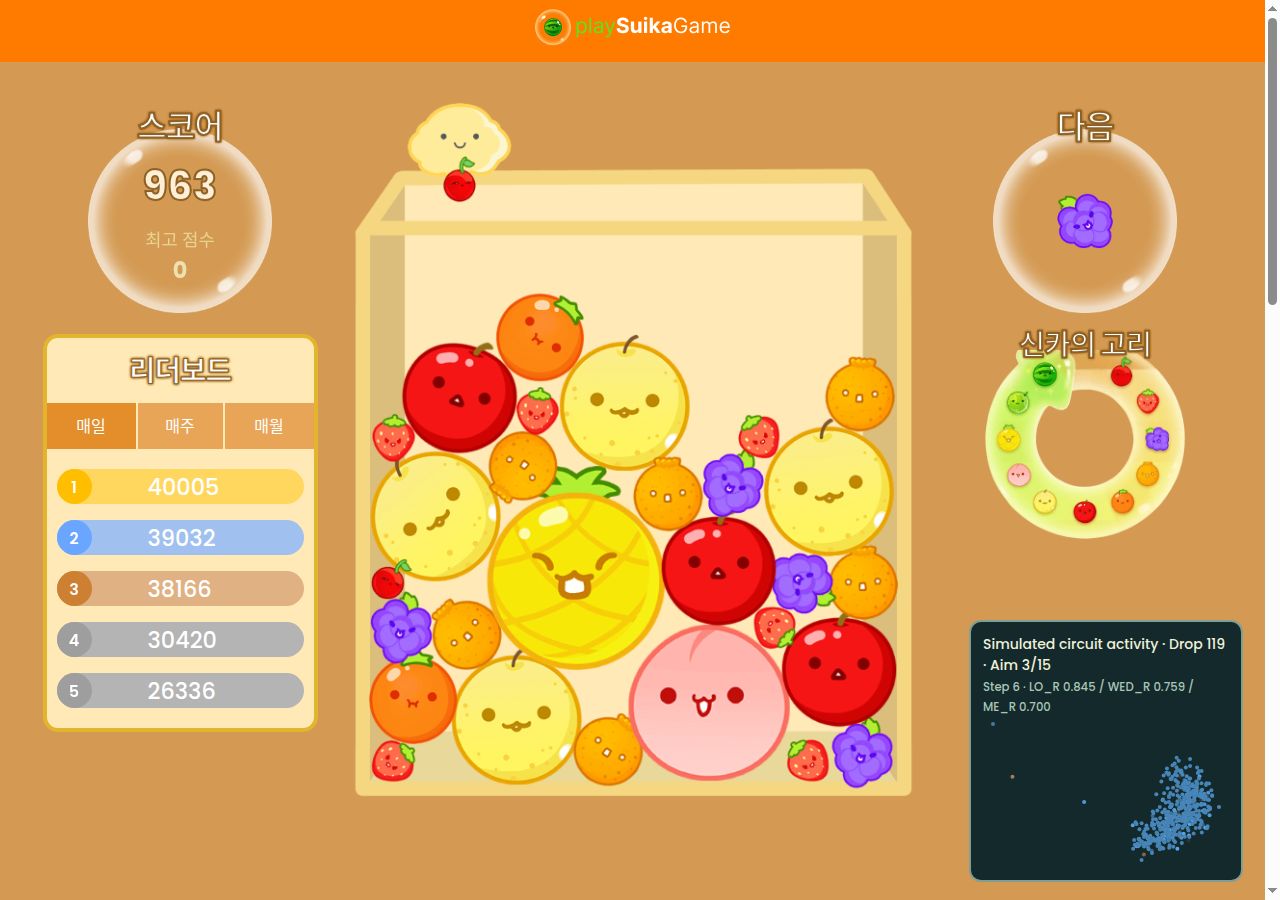 playSuikaGame
스코어
963
최고 점수
0
다음
신카의 고리
리더보드
매일 매주 매월
1 40005
2 39032
3 38166
4 30420
5 26336
Simulated circuit activity · Drop 119
· Aim 3/15
Step 6 · LO_R 0.845 / WED_R 0.759 /
ME_R 0.700